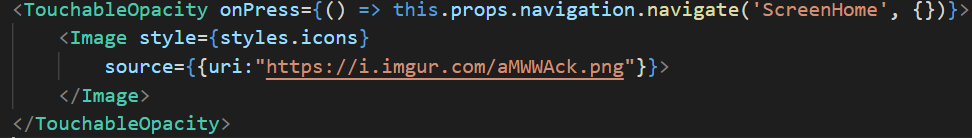 <TouchableOpacity onPress={() => this.props.navigation.navigate('ScreenHome', {})}>
<Image style={styles.icons}
source={{uri:"https://i.imgur.com/aMWWAck.png"}}>
</Image>
</TouchableOpacity>